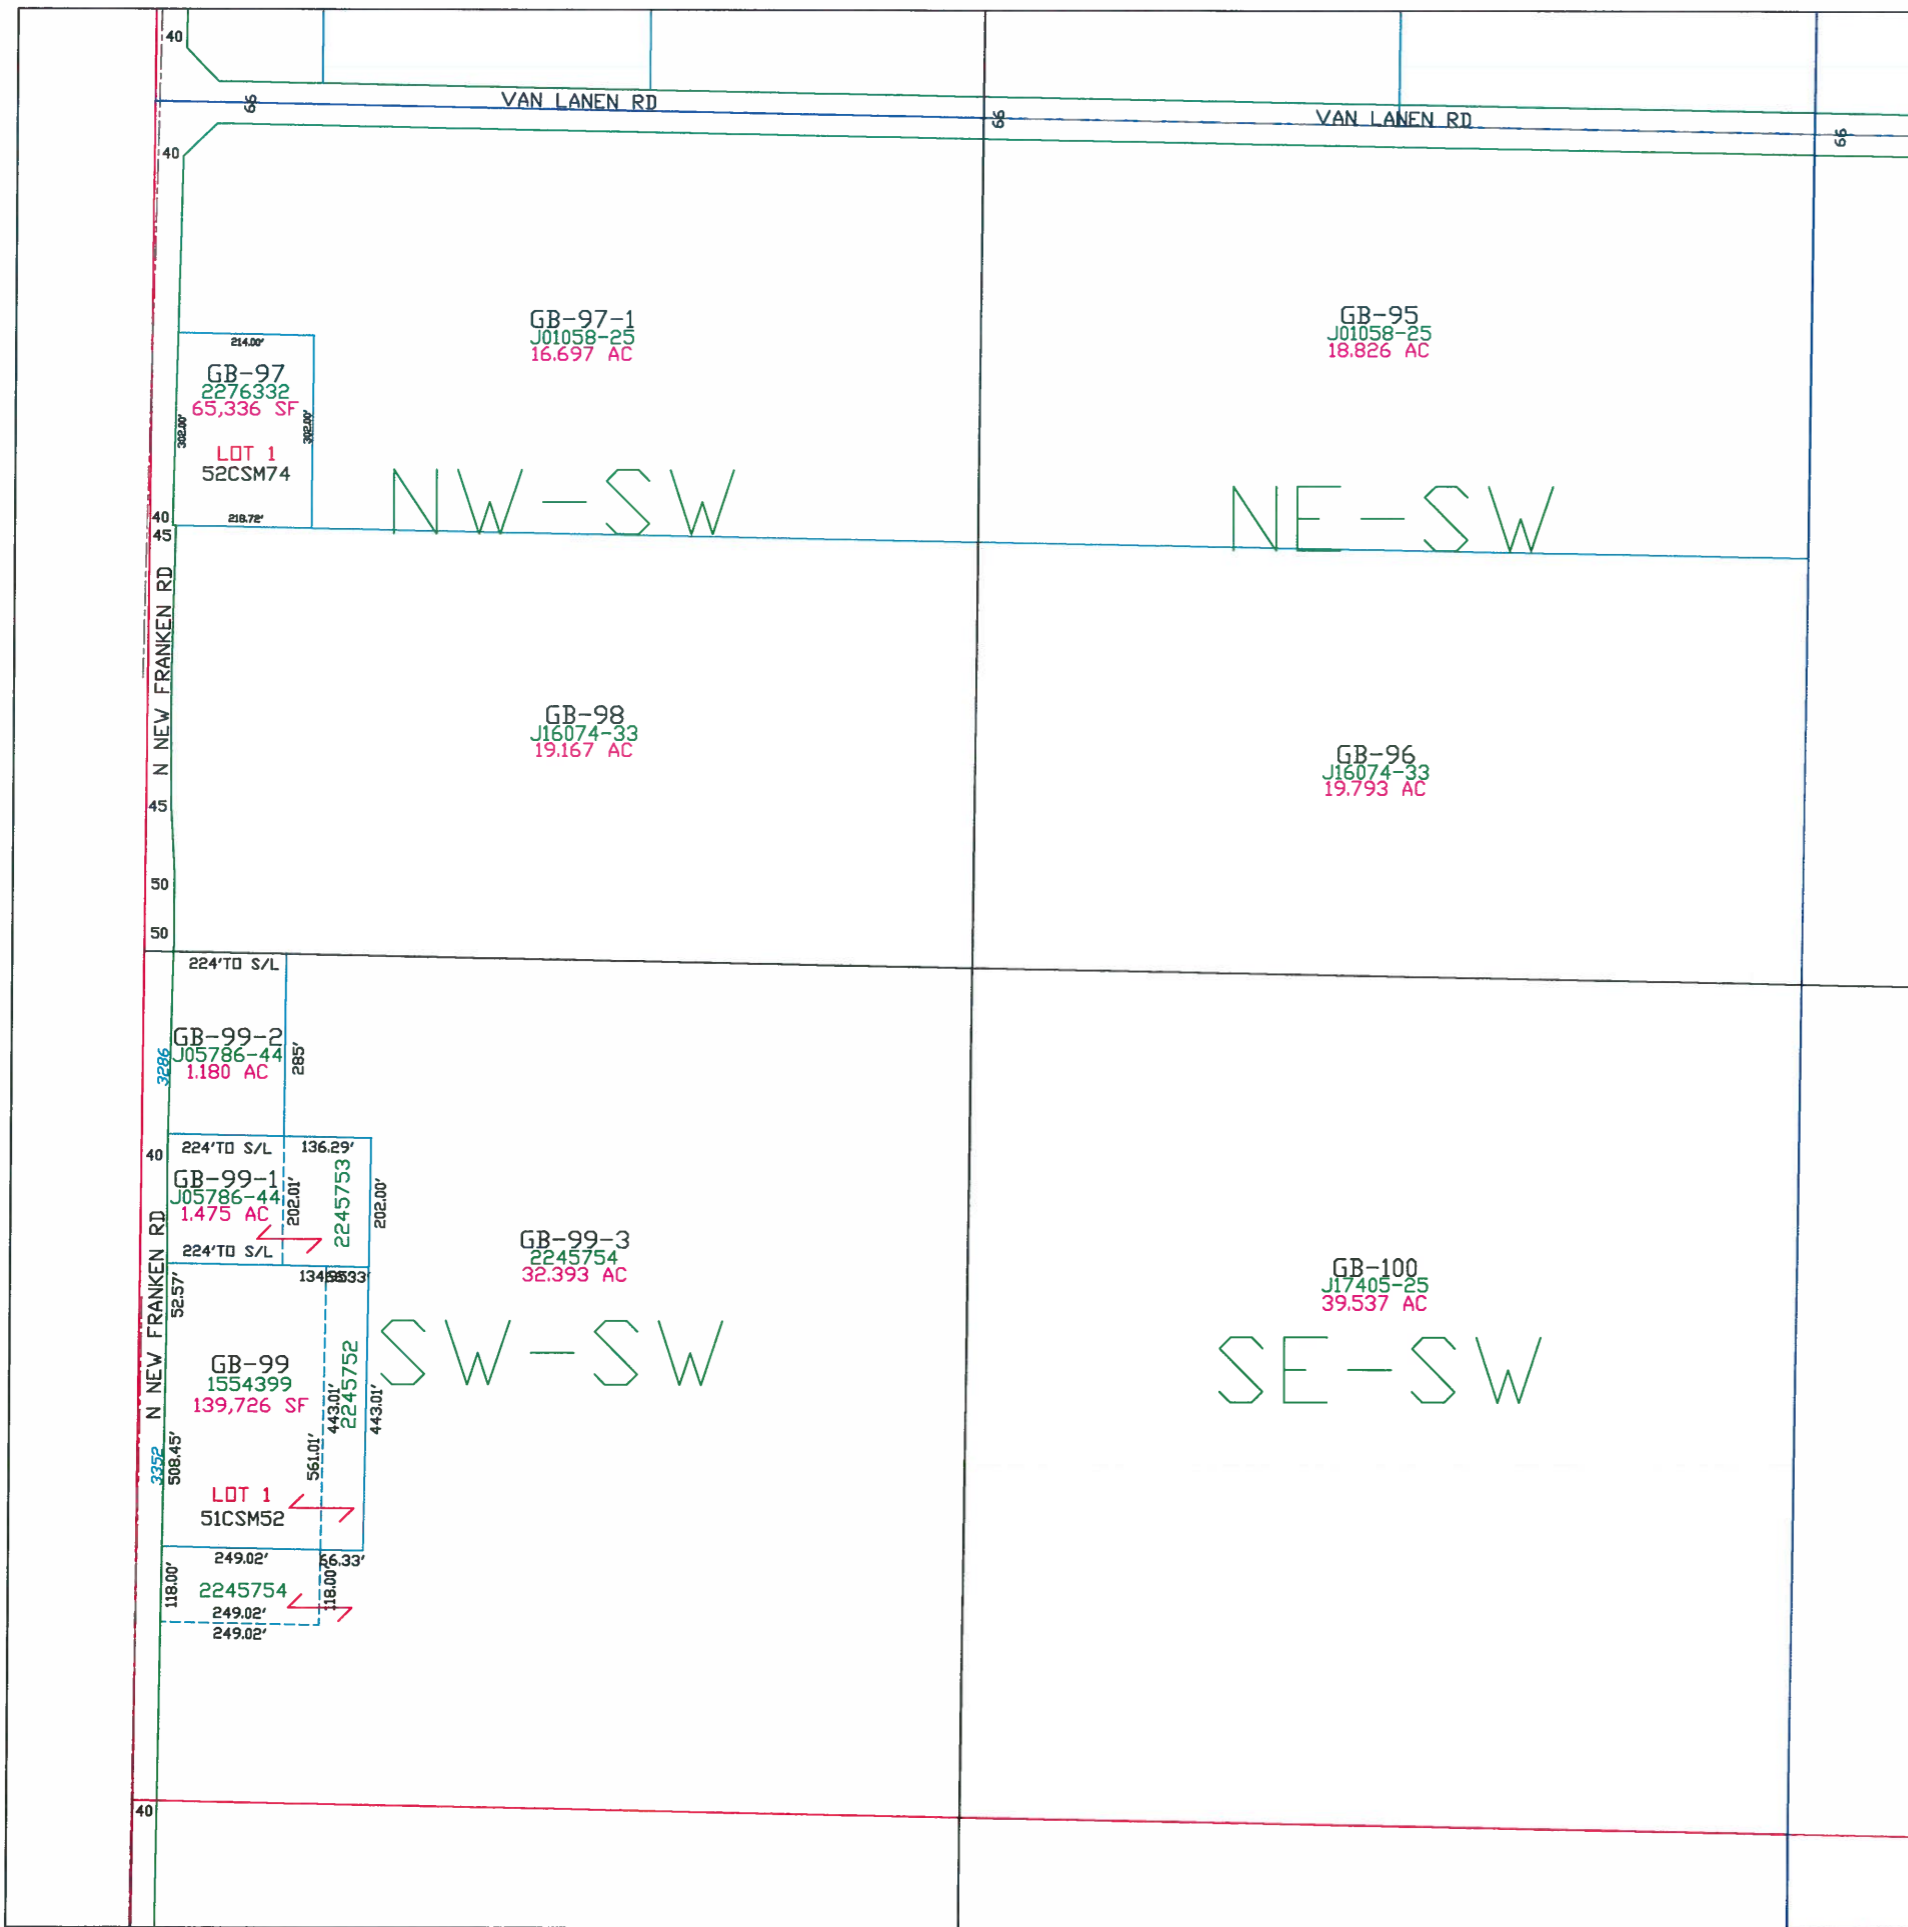 40
66
VAN LANEN RD
66
VAN LANEN RD
66
40
GB-97-1
J01058-25
16.697 AC
GB-95
J01058-25
18.826 AC
214.00'
GB-97
2276332
65,336 SF
302.00'
302.00'
LOT 1
52CSM74
NW-SW
NE-SW
40
218.72'
45
N NEW FRANKEN RD
GB-98
J16074-33
19.167 AC
GB-96
J16074-33
19.793 AC
45
50
50
224'TO S/L
GB-99-2
J05786-44
1.180 AC
3286
285'
40
224'TO S/L
136.29'
GB-99-1
J05786-44
1.475 AC
202.01'
2245753
202.00'
224'TO S/L
GB-99-3
2245754
32.393 AC
GB-100
J17405-25
39.537 AC
N NEW FRANKEN RD
52.57'
SW-SW
SE-SW
GB-99
1554399
139,726 SF
443.01'
2245752
443.01'
3352
508.45'
561.01'
LOT 1
51CSM52
249.02'
66.33'
118.00'
2245754
118.00'
249.02'
249.02'
40